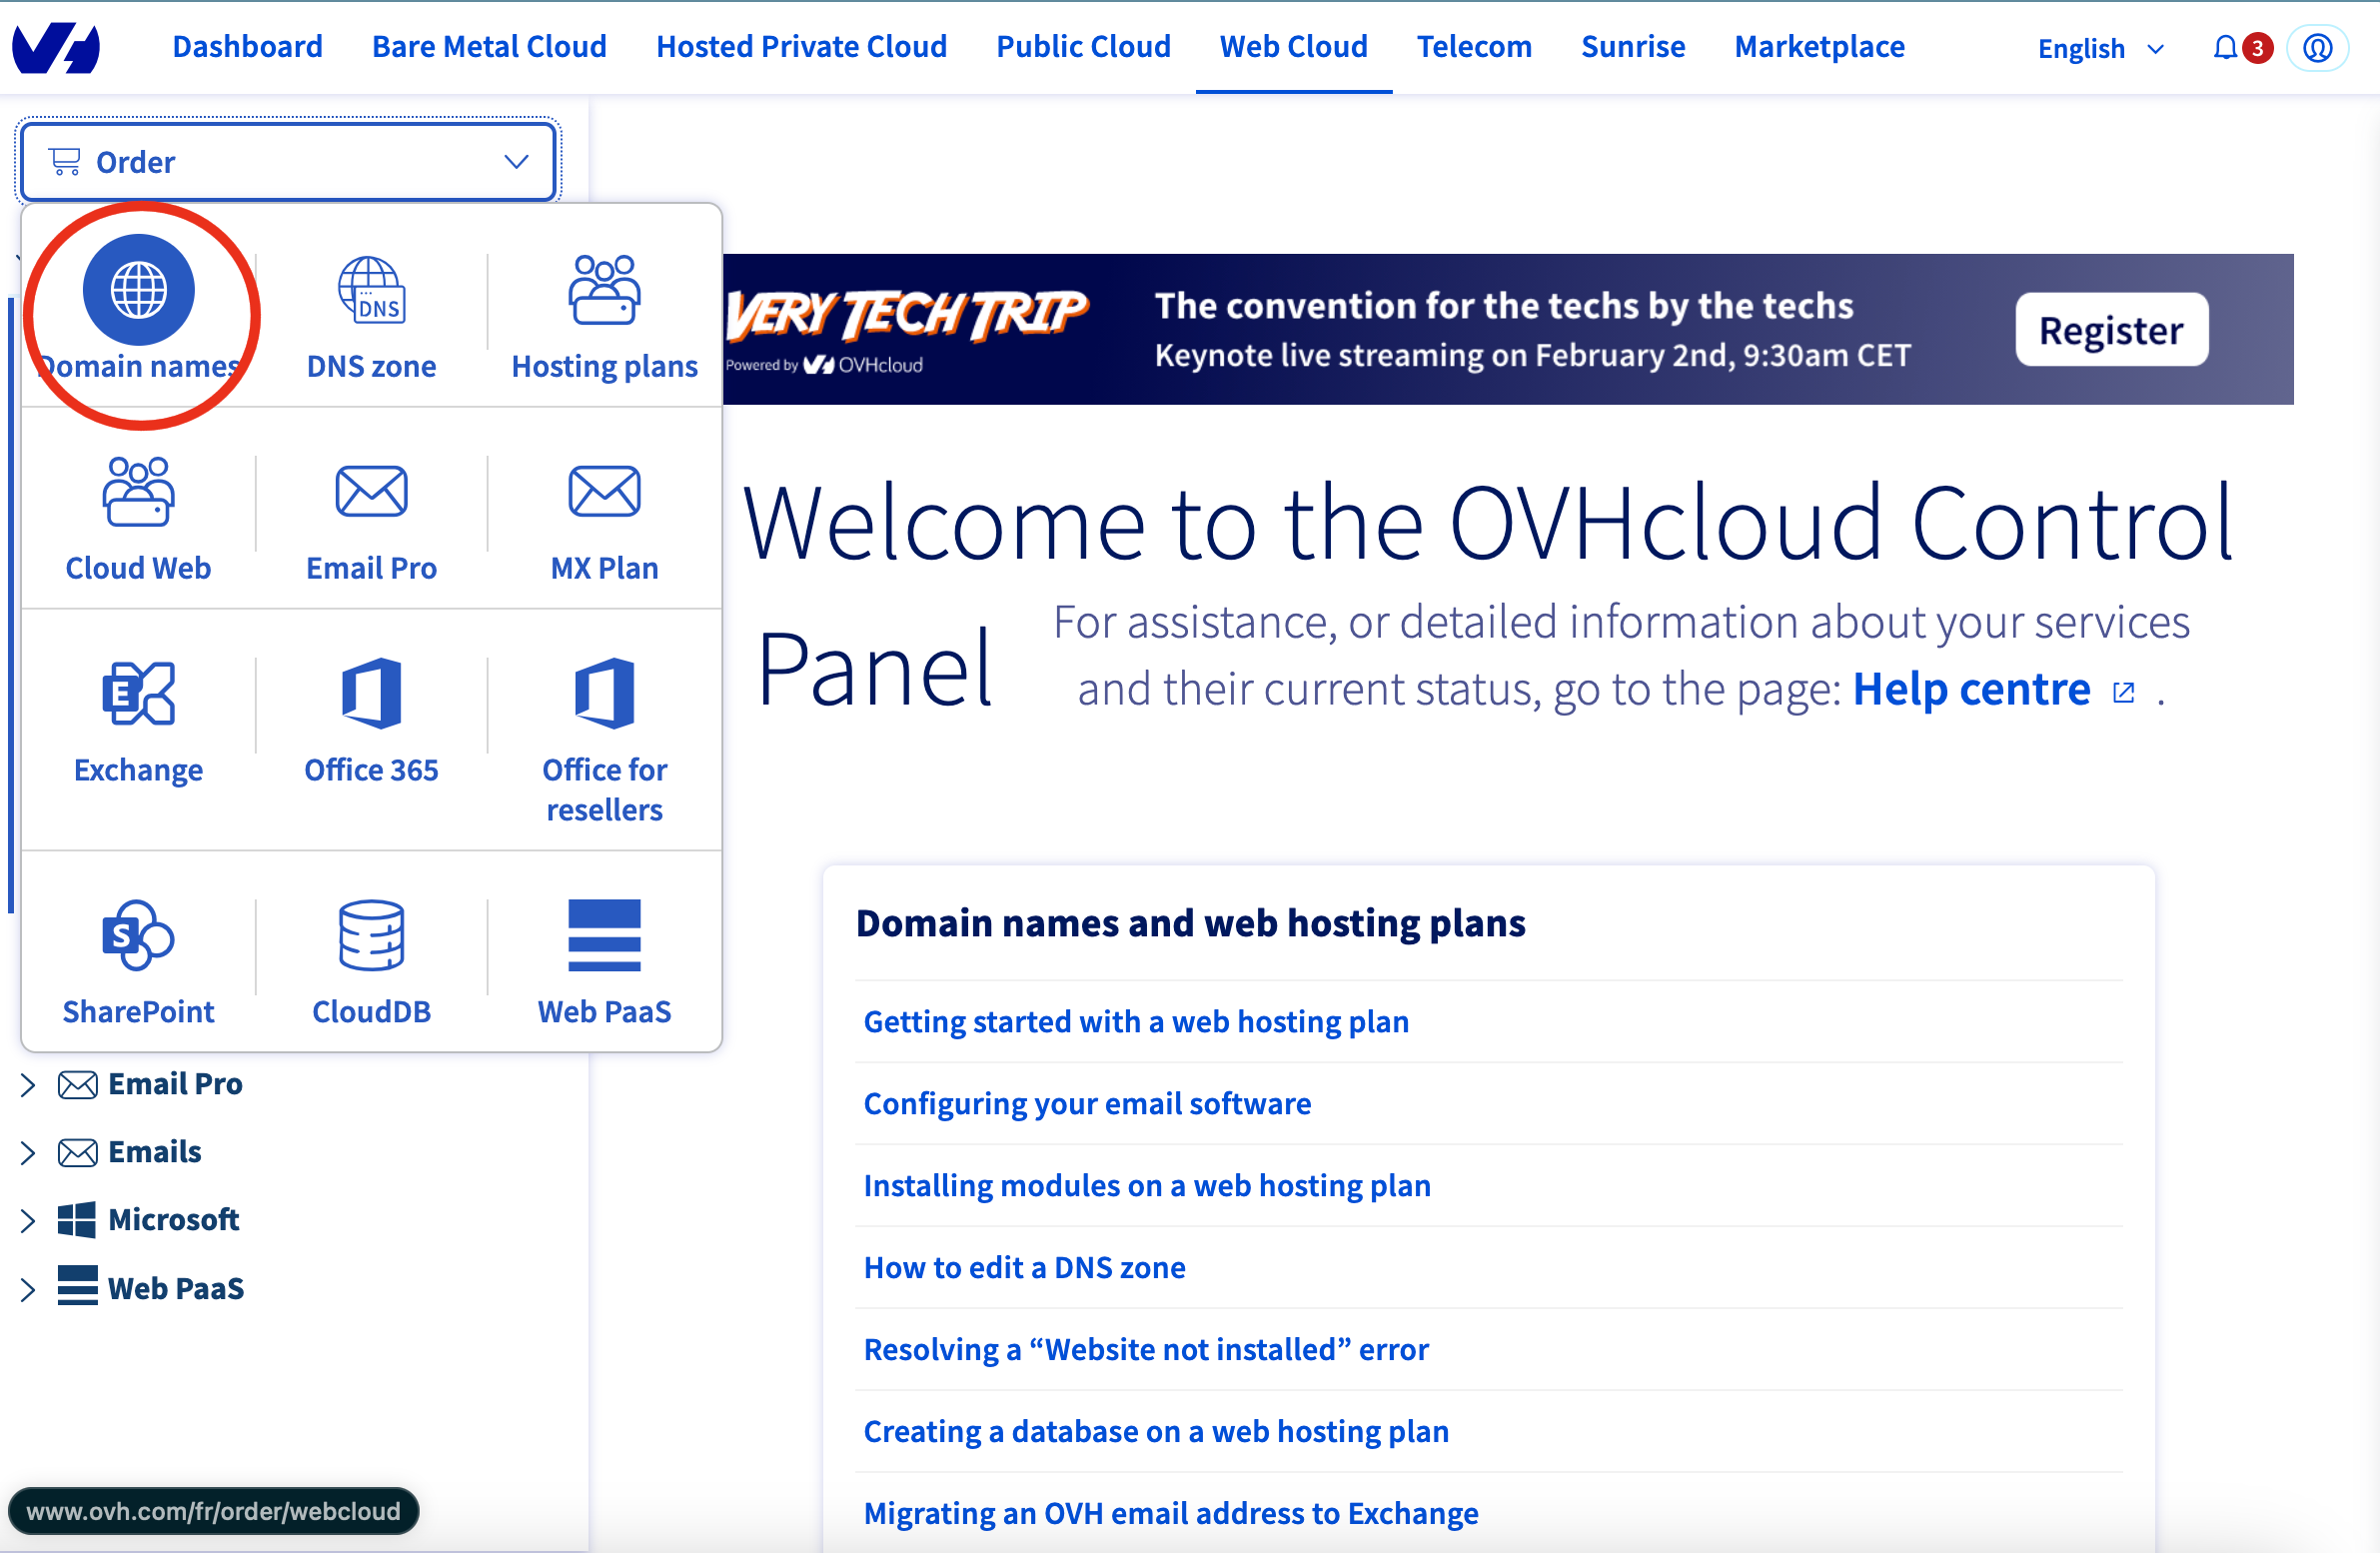 Dashboard
Bare Metal Cloud
Hosted Private Cloud
Public Cloud
Web Cloud
Telecom
Sunrise
Marketplace
English
3
Order
Domain names
DNS
DNS zone
Hosting plans
Cloud Web
Email Pro
MX Plan
E
Exchange
Office 365
Office for
resellers
S
SharePoint
CloudDB
Web PaaS
Email Pro
Emails
Microsoft
Web PaaS
www.ovh.com/fr/order/webcloud
VERY TECH TRIP
Powered by OVHcloud
The convention for the techs by the techs
Keynote live streaming on February 2nd, 9:30am CET
Register
Welcome to the OVHcloud Control
Panel
For assistance, or detailed information about your services
and their current status, go to the page: Help centre .
Domain names and web hosting plans
Getting started with a web hosting plan
Configuring your email software
Installing modules on a web hosting plan
How to edit a DNS zone
Resolving a “Website not installed” error
Creating a database on a web hosting plan
Migrating an OVH email address to Exchange